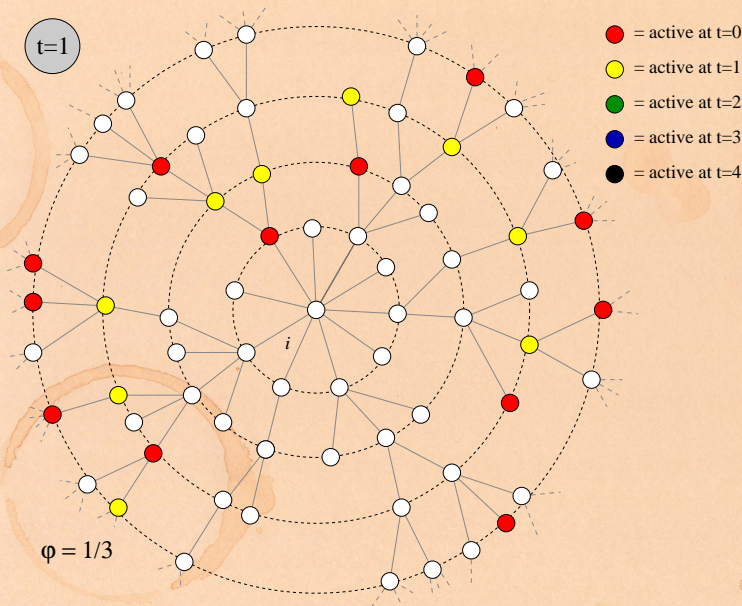 t=1
= active at t=0
= active at t=1
= active at t=2
= active at t=3
= active at t=4
i
φ = 1/3